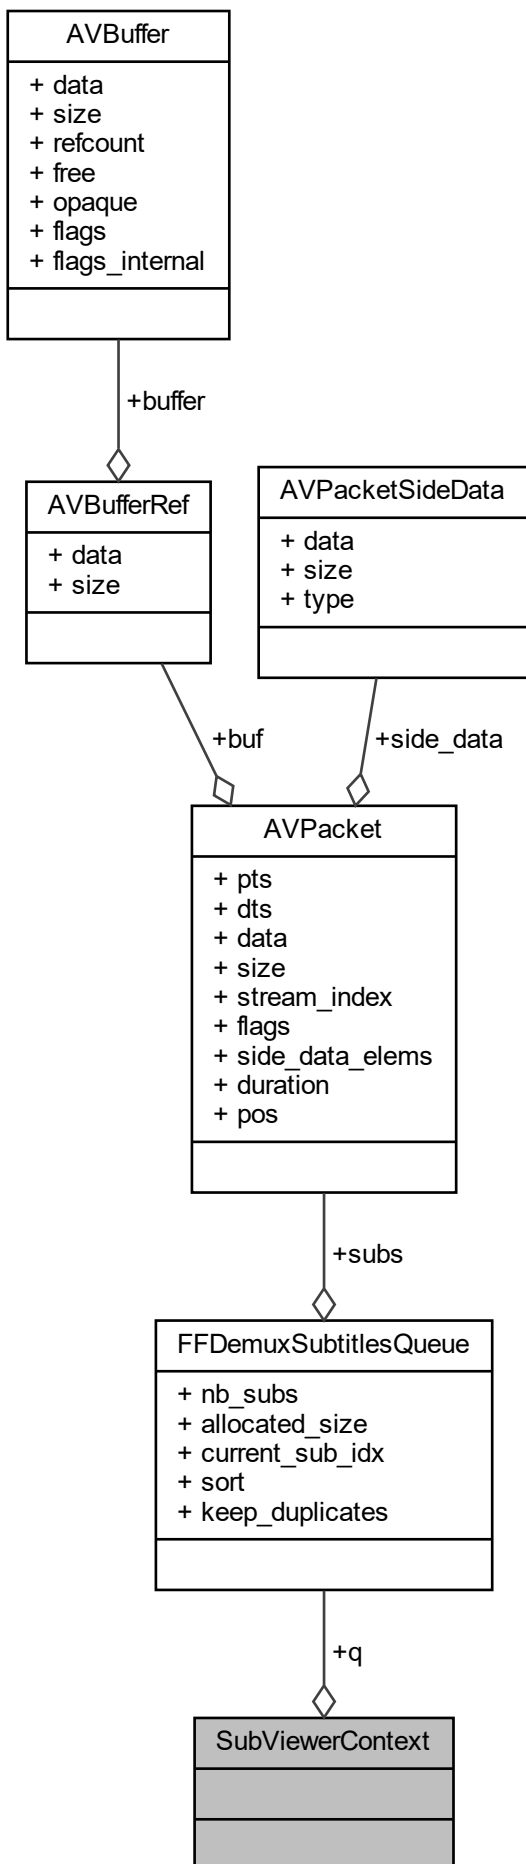 AVBuffer
+ data
+ size
+ refcount
+ free
+ opaque
+ flags
+ flags_internal
+buffer
AVBufferRef
+ data
+ size
AVPacketSideData
+ data
+ size
+ type
+buf
+side_data
AVPacket
+ pts
+ dts
+ data
+ size
+ stream_index
+ flags
+ side_data_elems
+ duration
+ pos
+subs
FFDemuxSubtitlesQueue
+ nb_subs
+ allocated_size
+ current_sub_idx
+ sort
+ keep_duplicates
+q
SubViewerContext